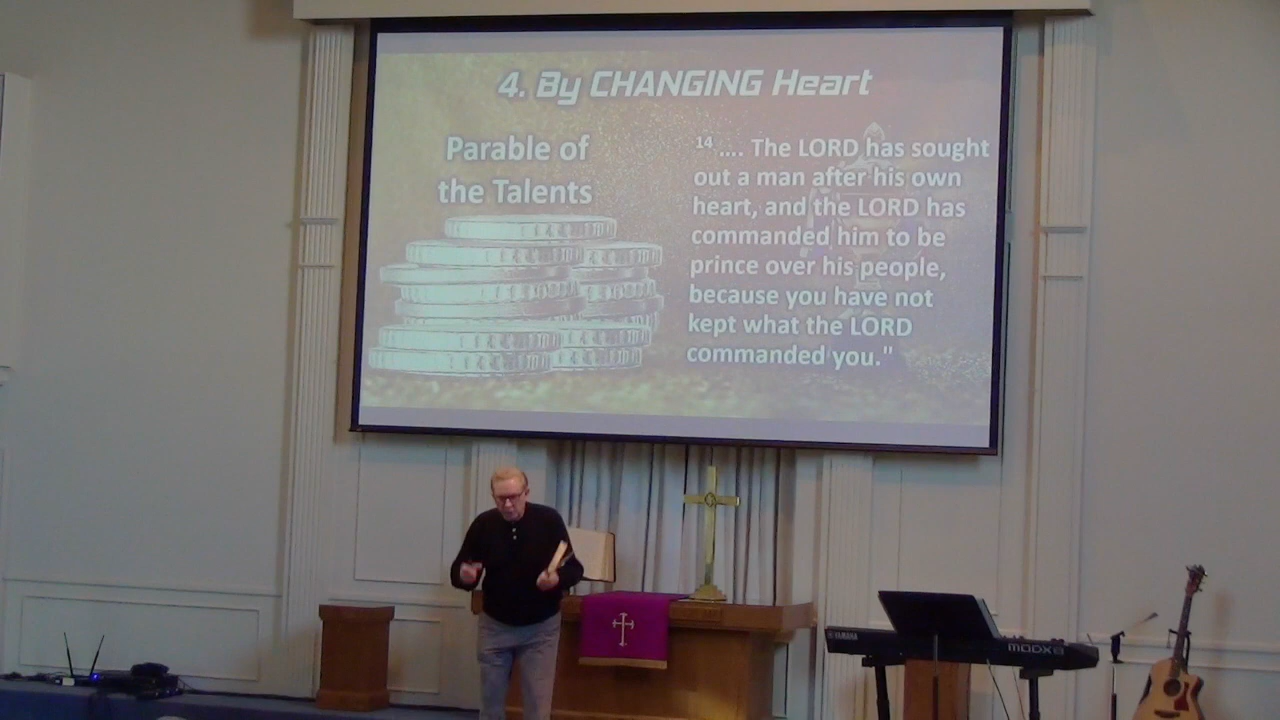 4. By CHANGING Heart
Parable of
the Talents
14 .... The LORD has sought
out a man after his own
heart, and the LORD has
commanded him to be
prince over his people,
because you have not
kept what the LORD
commanded you."
YAMAHA
MODX8